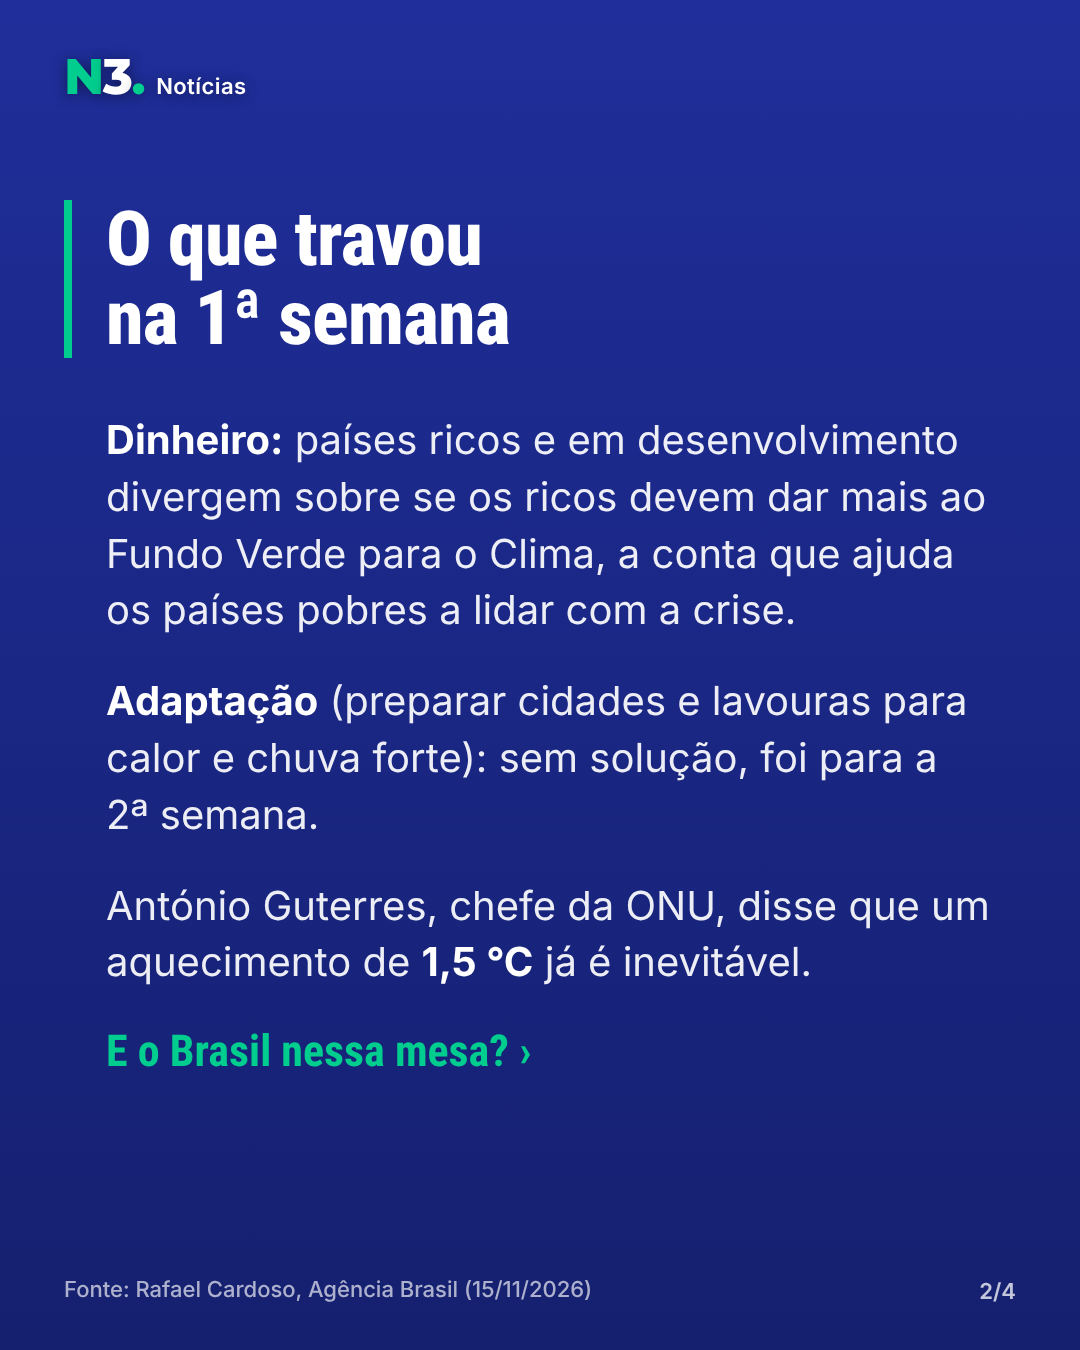 N3. Notícias
O que travou
na 1ª semana
Dinheiro: países ricos e em desenvolvimento
divergem sobre se os ricos devem dar mais ao
Fundo Verde para o Clima, a conta que ajuda
os países pobres a lidar com a crise.
Adaptação (preparar cidades e lavouras para
calor e chuva forte): sem solução, foi para a
2ª semana.
António Guterres, chefe da ONU, disse que um
aquecimento de 1,5 °C já é inevitável.
E o Brasil nessa mesa? ›
Fonte: Rafael Cardoso, Agência Brasil (15/11/2026)
2/4